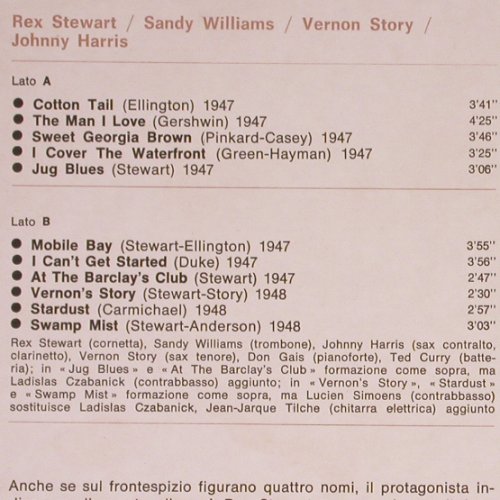 Rex Stewart / Sandy Williams / Vernon Story /
Johnny Harris
Lato A
● Cotton Tail (Ellington) 1947 3'41"
● The Man I Love (Gershwin) 1947 4'25"
● Sweet Georgia Brown (Pinkard-Casey) 1947 3'46"
● I Cover The Waterfront (Green-Hayman) 1947 3'25"
● Jug Blues (Stewart) 1947 3'06"
Lato B
● Mobile Bay (Stewart-Ellington) 1947 3'55"
● I Can't Get Started (Duke) 1947 3'56"
● At The Barclay's Club (Stewart) 1947 2'47"
● Vernon's Story (Stewart-Story) 1948 2'30"
● Stardust (Carmichael) 1948 2'57"
● Swamp Mist (Stewart-Anderson) 1948 3'03"
Rex Stewart (cornetta), Sandy Williams (trombone), Johnny Harris (sax contralto,
clarinetto), Vernon Story (sax tenore), Don Gais (pianoforte), Ted Curry (batte-
ria); in «Jug Blues» e «At The Barclay's Club» formazione come sopra, ma
Ladislas Czabanick (contrabbasso) aggiunto; in «Vernon's Story», «Stardust»
e «Swamp Mist» formazione come sopra, ma Lucien Simoens (contrabbasso)
sostituisce Ladislas Czabanick, Jean-Jarque Tilche (chitarra elettrica) aggiunto
Anche se sul frontespizio figurano quattro nomi, il protagonista in-